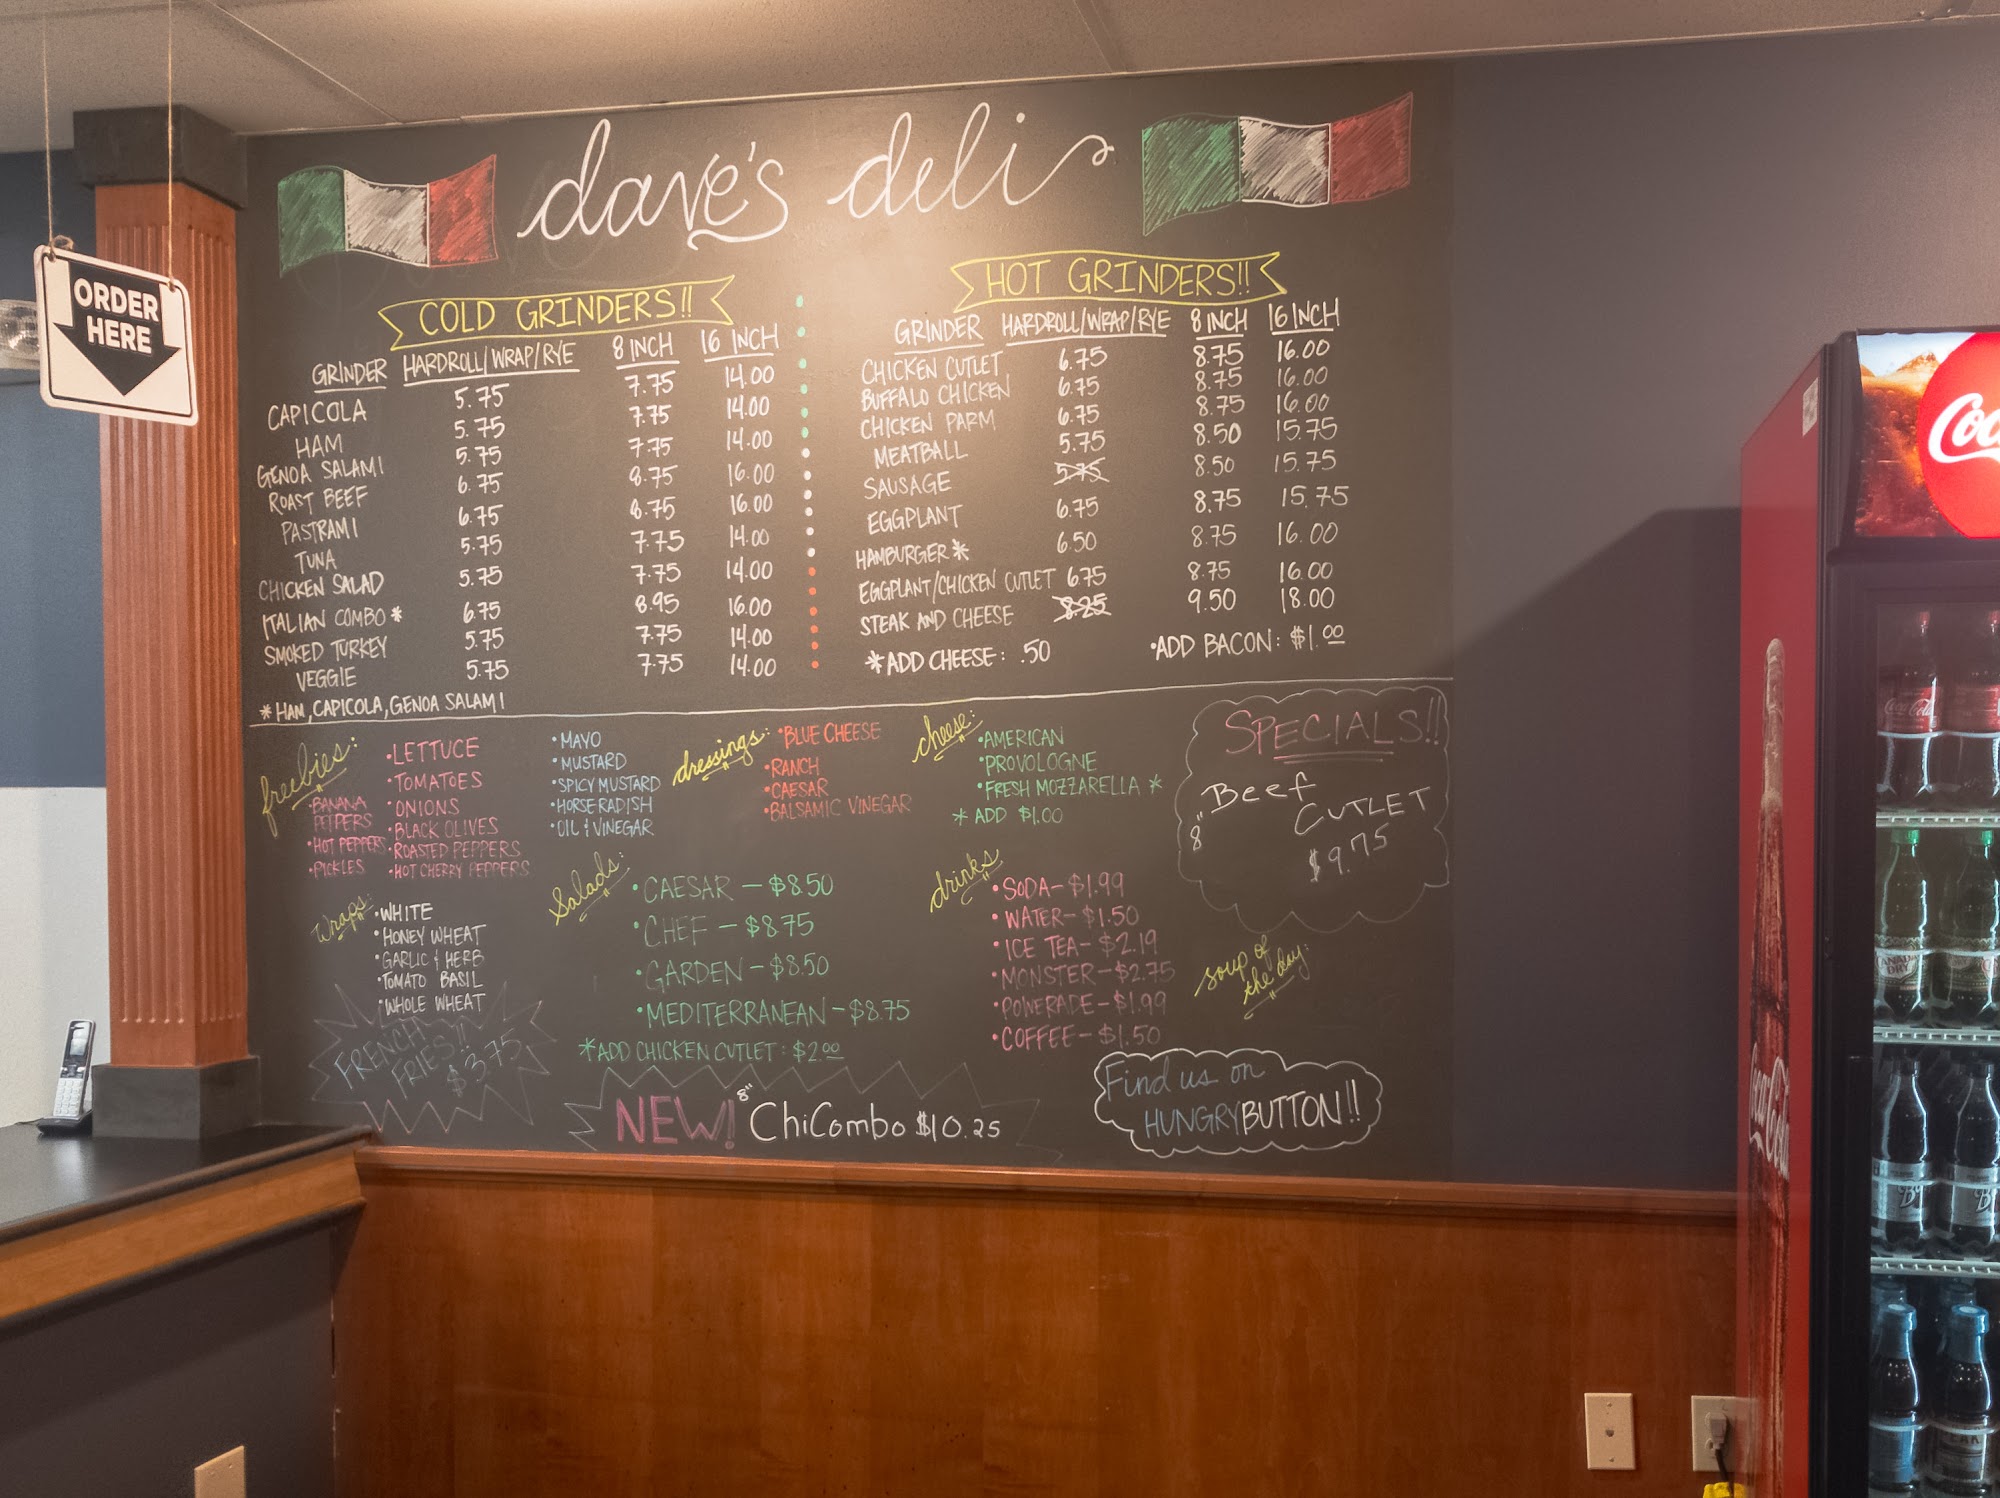 ORDER
HERE
dave's deli
COLD GRINDERS!!
GRINDER HARDROLL/WRAP/RYE 8 INCH 16 INCH
CAPICOLA 5.75 7.75 14.00
HAM 5.75 7.75 14.00
GENOA SALAMI 5.75 7.75 14.00
ROAST BEEF 6.75 8.75 16.00
PASTRAMI 6.75 8.75 16.00
TUNA 5.75 7.75 14.00
CHICKEN SALAD 5.75 7.75 14.00
ITALIAN COMBO* 6.75 8.95 16.00
SMOKED TURKEY 5.75 7.75 14.00
VEGGIE 5.75 7.75 14.00
*HAM, CAPICOLA, GENOA SALAMI
HOT GRINDERS!!
GRINDER HARDROLL/WRAP/RYE 8 INCH 16 INCH
CHICKEN CUTLET 6.75 8.75 16.00
BUFFALO CHICKEN 6.75 8.75 16.00
CHICKEN PARM 6.75 8.75 16.00
MEATBALL 5.75 8.50 15.75
SAUSAGE 5.75 8.50 15.75
EGGPLANT 6.75 8.75 15.75
HAMBURGER* 6.50 8.75 16.00
EGGPLANT/CHICKEN CUTLET 6.75 8.75 16.00
STEAK AND CHEESE 8.25 9.50 18.00
*ADD CHEESE: .50 •ADD BACON: $1.00
freebies:
•LETTUCE
•TOMATOES
•ONIONS
•BLACK OLIVES
•ROASTED PEPPERS
•HOT CHERRY PEPPERS
•BANANA
PEPPERS
•HOT PEPPERS
•PICKLES
•MAYO
•MUSTARD
•SPICY MUSTARD
•HORSERADISH
•OIL & VINEGAR
dressings:
•BLUE CHEESE
•RANCH
•CAESAR
•BALSAMIC VINEGAR
cheese:
•AMERICAN
•PROVOLOGNE
•FRESH MOZZARELLA *
* ADD $1.00
SPECIALS!!
8" Beef
CUTLET
$9.75
wraps:
•WHITE
•HONEY WHEAT
•GARLIC & HERB
•TOMATO BASIL
•WHOLE WHEAT
Salads:
•CAESAR - $8.50
•CHEF - $8.75
•GARDEN - $8.50
•MEDITERRANEAN - $8.75
*ADD CHICKEN CUTLET: $2.00
drinks
•SODA - $1.99
•WATER - $1.50
•ICE TEA - $2.19
•MONSTER - $2.75
•POWERADE - $1.99
•COFFEE - $1.50
soup of
the day:
FRENCH
FRIES!!
$3.75
NEW! 8" ChiCombo $10.25
Find us on
HUNGRYBUTTON!!
Coca-Cola
CANADA
DRY